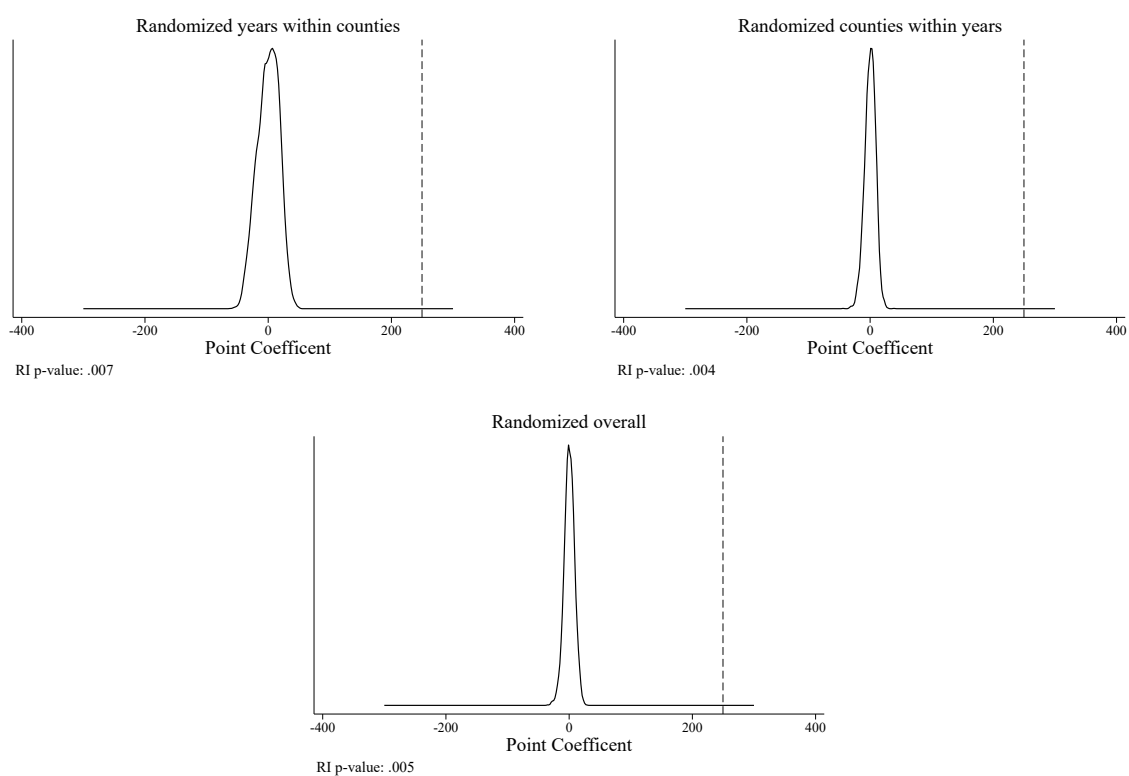 Randomized years within counties
-400 -200 0 200 400
Point Coefficent
RI p-value: .007
Randomized counties within years
-400 -200 0 200 400
Point Coefficent
RI p-value: .004
Randomized overall
-400 -200 0 200 400
Point Coefficent
RI p-value: .005